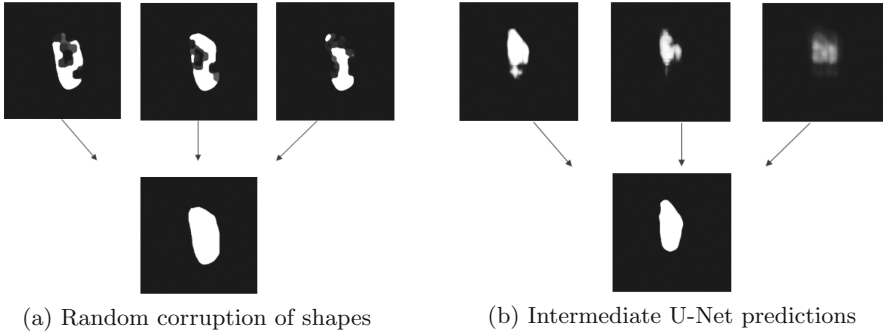 (a) Random corruption of shapes
(b) Intermediate U-Net predictions